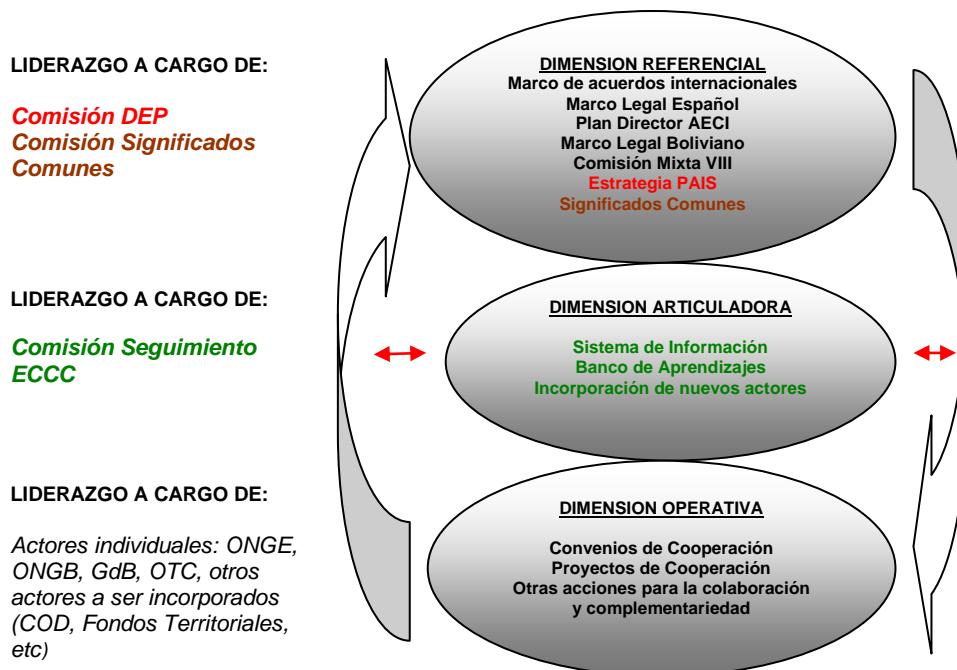 LIDERAZGO A CARGO DE:
Comisión DEP
Comisión Significados
Comunes
DIMENSION REFERENCIAL
Marco de acuerdos internacionales
Marco Legal Español
Plan Director AECI
Marco Legal Boliviano
Comisión Mixta VIII
Estrategia PAIS
Significados Comunes
LIDERAZGO A CARGO DE:
Comisión Seguimiento
ECCC
DIMENSION ARTICULADORA
Sistema de Información
Banco de Aprendizajes
Incorporación de nuevos actores
LIDERAZGO A CARGO DE:
Actores individuales: ONGE,
ONGB, GdB, OTC, otros
actores a ser incorporados
(COD, Fondos Territoriales,
etc)
DIMENSION OPERATIVA
Convenios de Cooperación
Proyectos de Cooperación
Otras acciones para la colaboración
y complementariedad